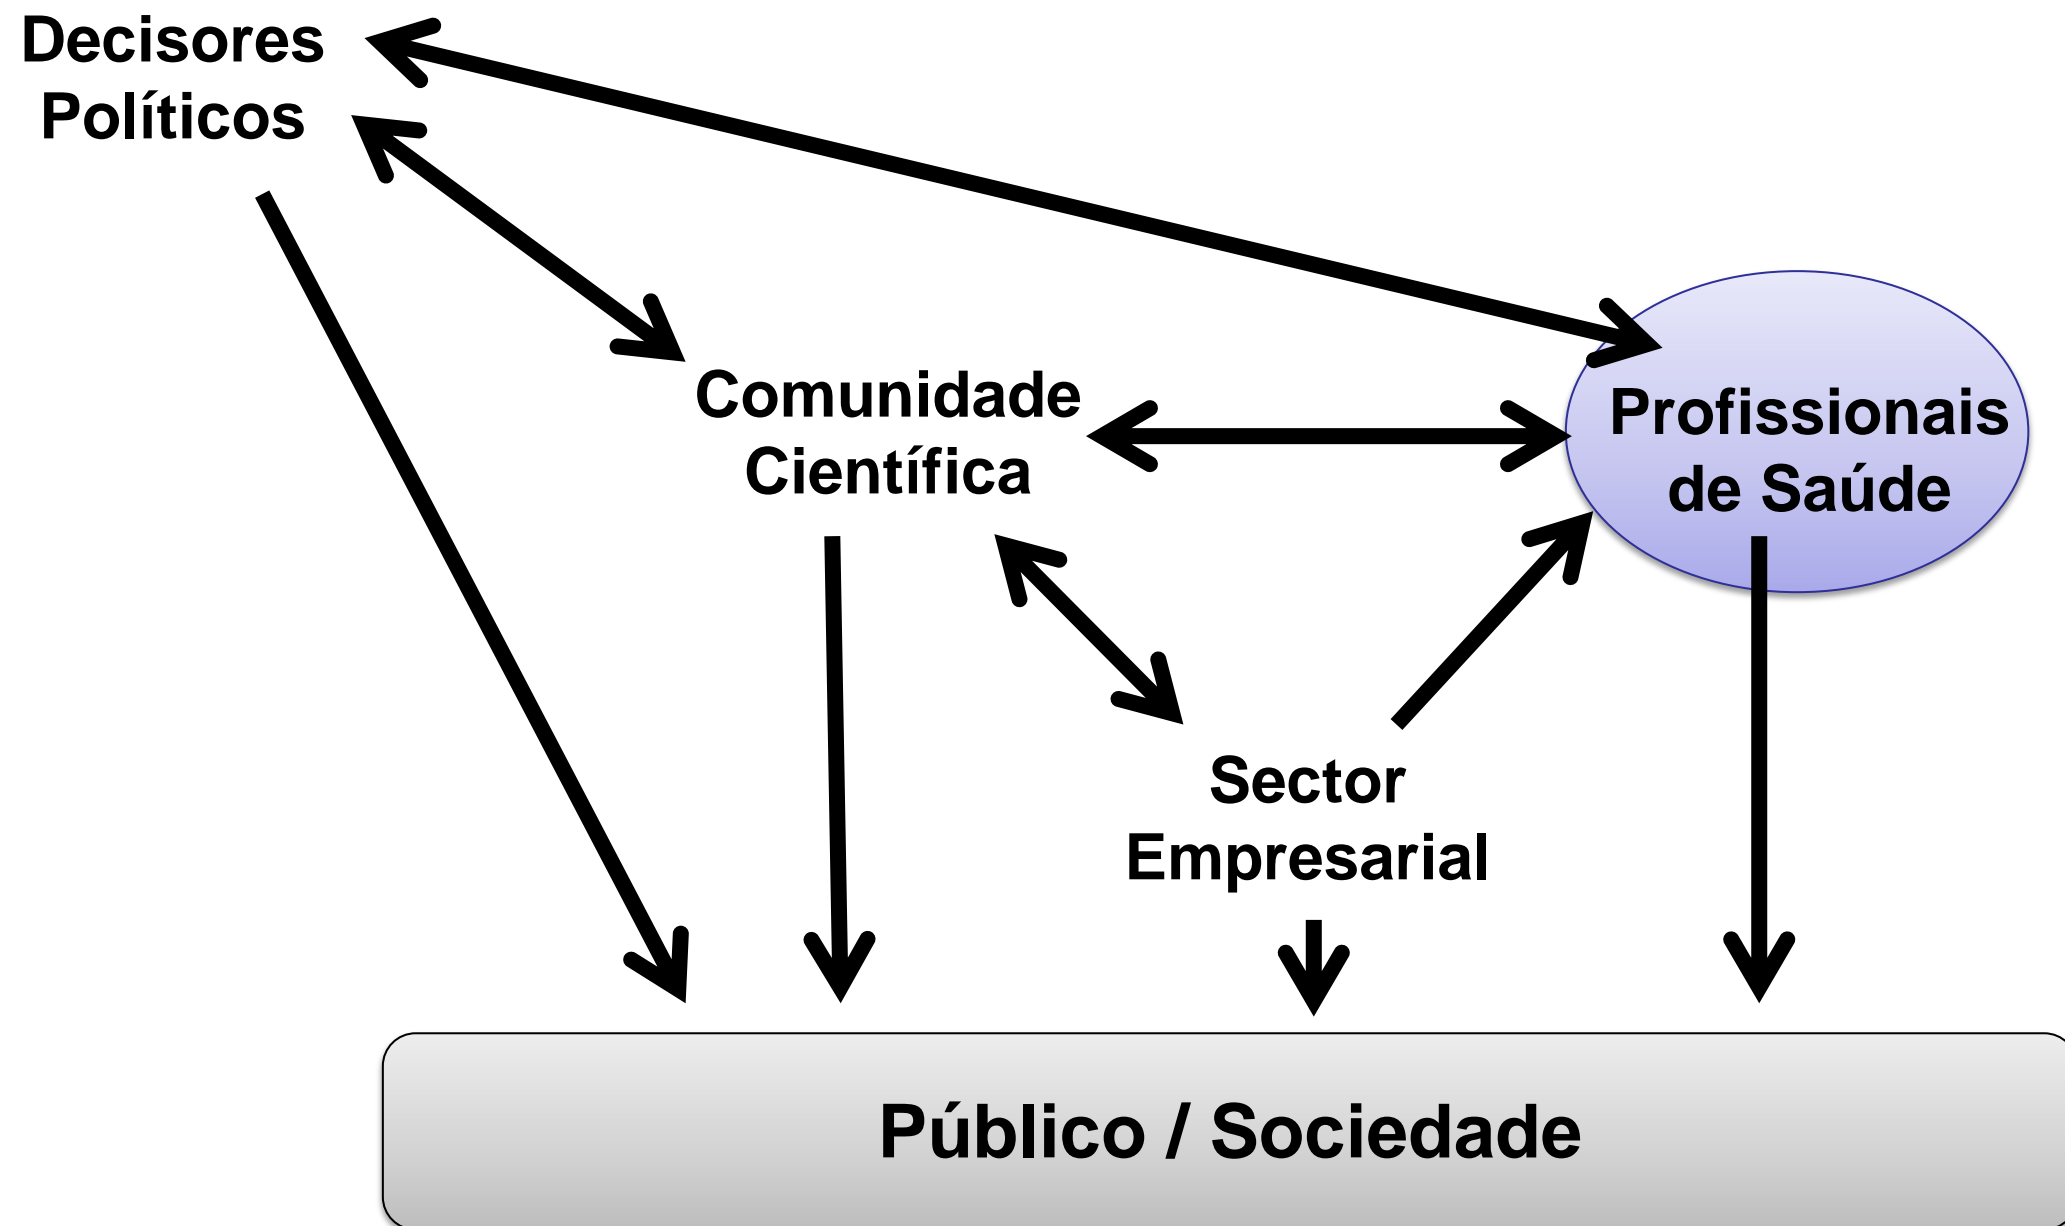 Decisores
Políticos
Comunidade
Científica
Profissionais
de Saúde
Sector
Empresarial
Público / Sociedade